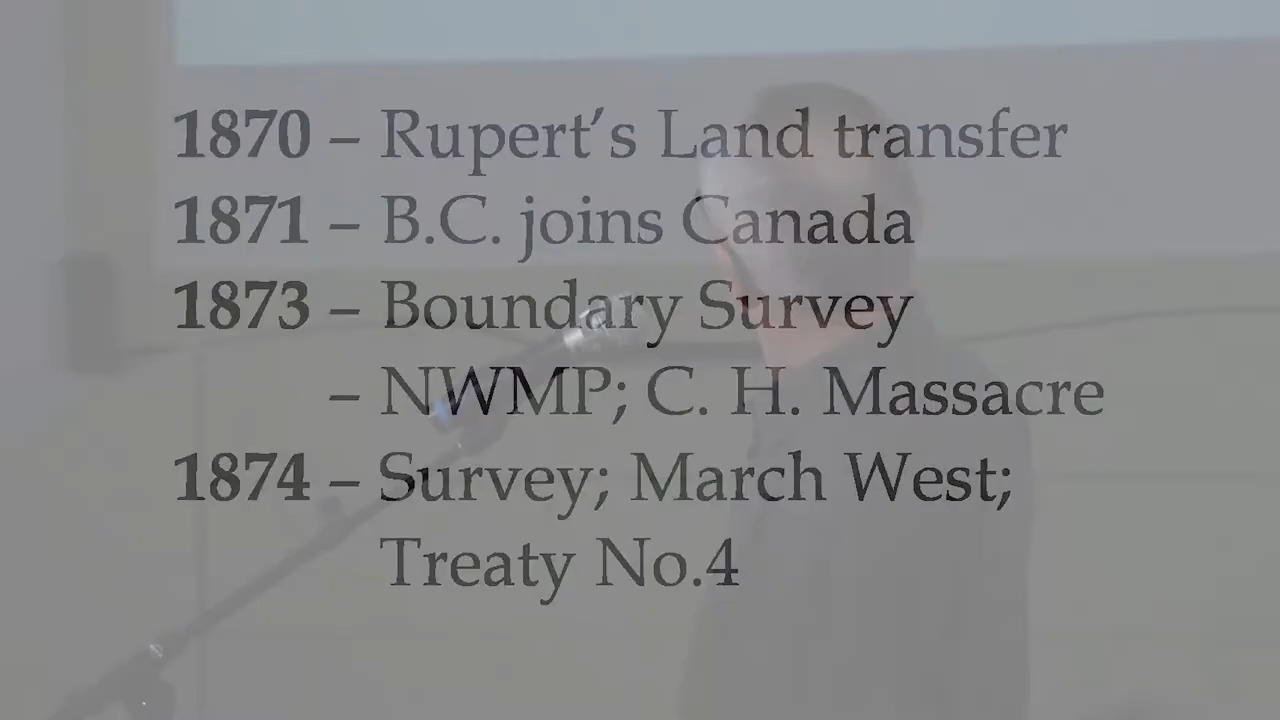 1870 – Rupert’s Land transfer
1871 – B.C. joins Canada
1873 – Boundary Survey
– NWMP; C. H. Massacre
1874 – Survey; March West;
Treaty No.4